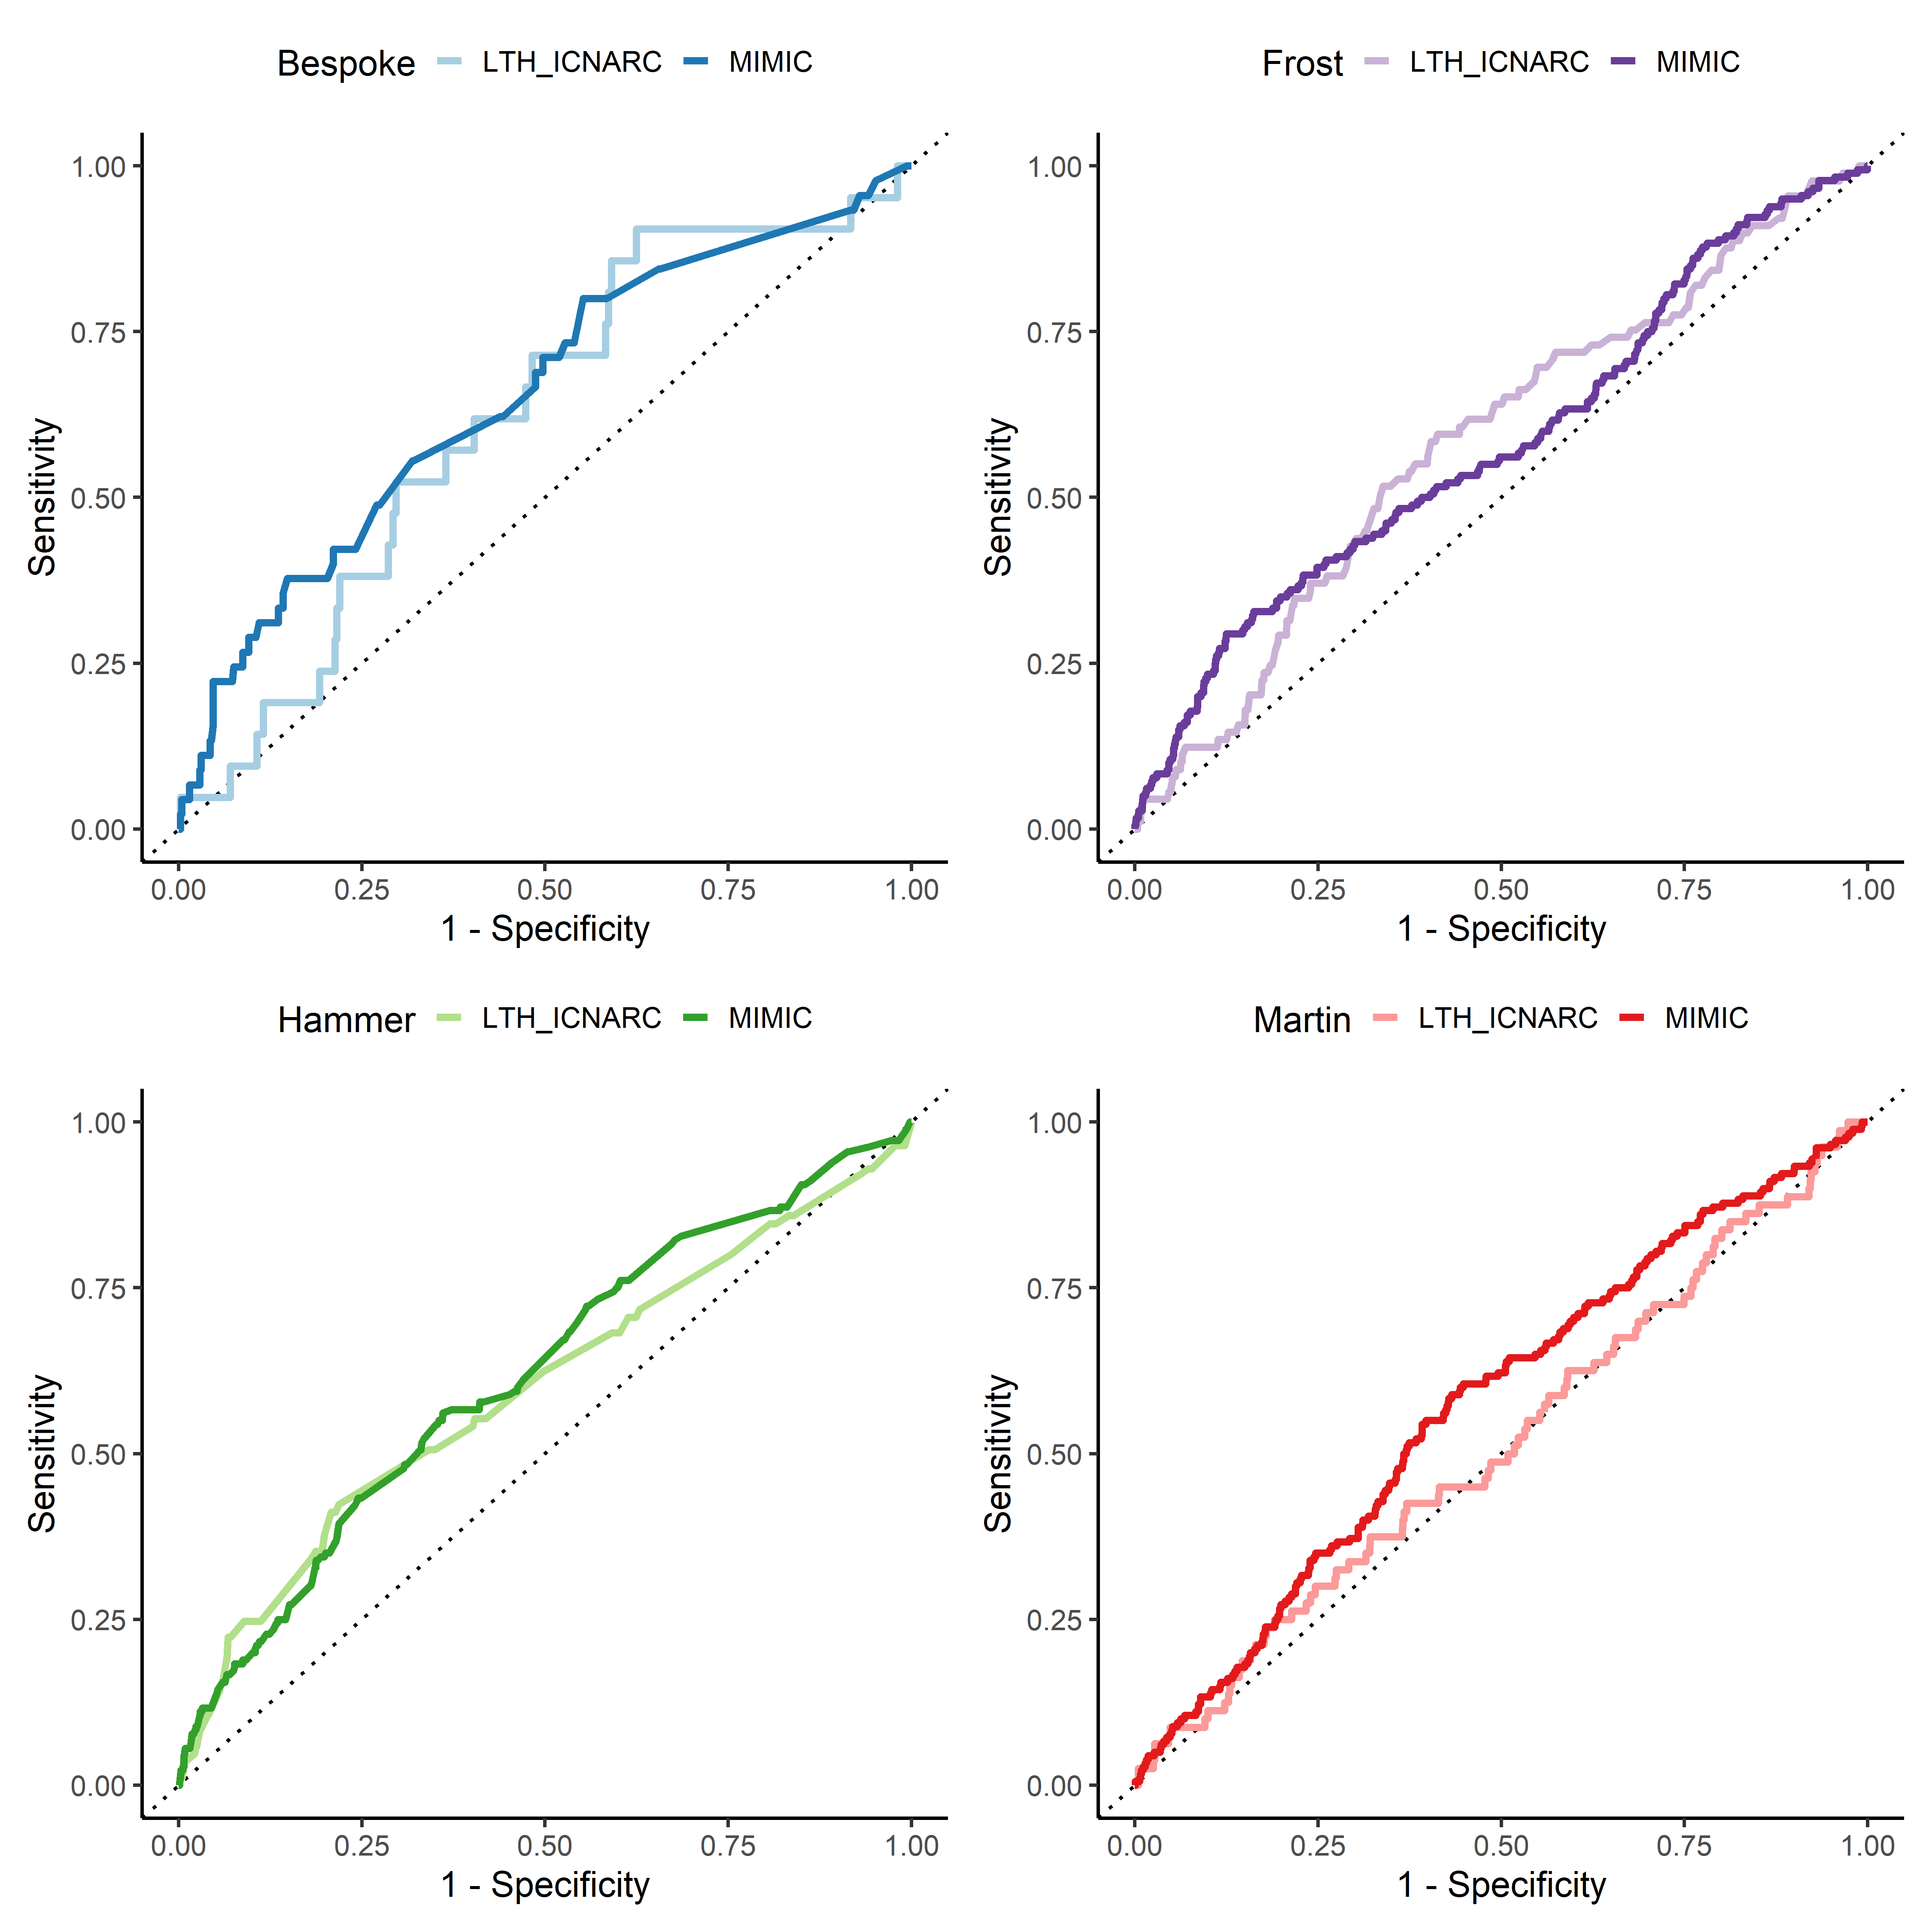 Bespoke LTH_ICNARC MIMIC
Sensitivity
1.00
0.75
0.50
0.25
0.00
0.00 0.25 0.50 0.75 1.00
1 - Specificity
Frost LTH_ICNARC MIMIC
Sensitivity
1.00
0.75
0.50
0.25
0.00
0.00 0.25 0.50 0.75 1.00
1 - Specificity
Hammer LTH_ICNARC MIMIC
Sensitivity
1.00
0.75
0.50
0.25
0.00
0.00 0.25 0.50 0.75 1.00
1 - Specificity
Martin LTH_ICNARC MIMIC
Sensitivity
1.00
0.75
0.50
0.25
0.00
0.00 0.25 0.50 0.75 1.00
1 - Specificity